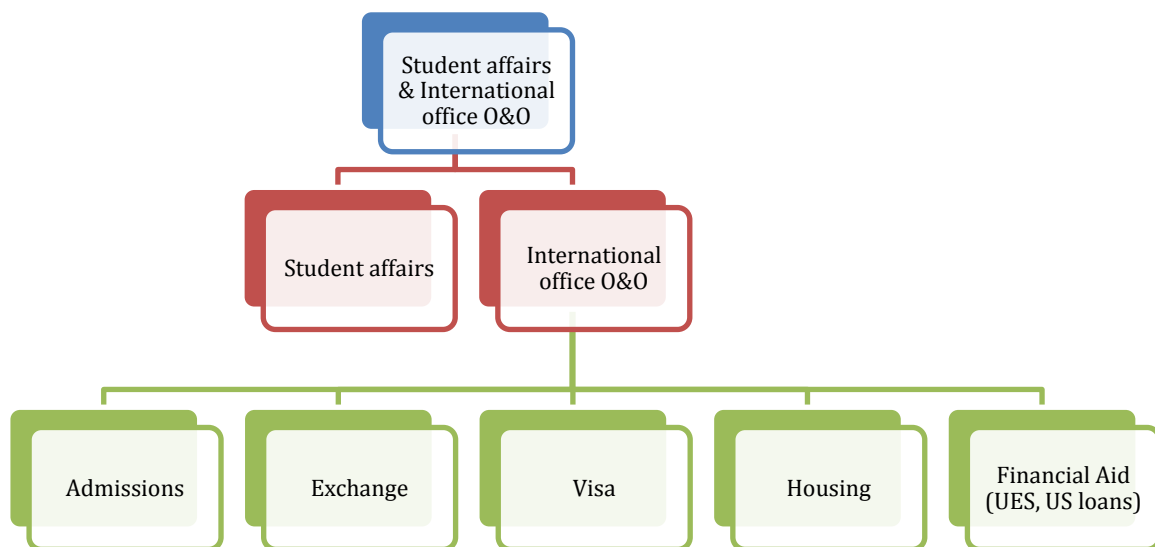 Student affairs
& International
office O&O
Student affairs
International
office O&O
Admissions
Exchange
Visa
Housing
Financial Aid
(UES, US loans)